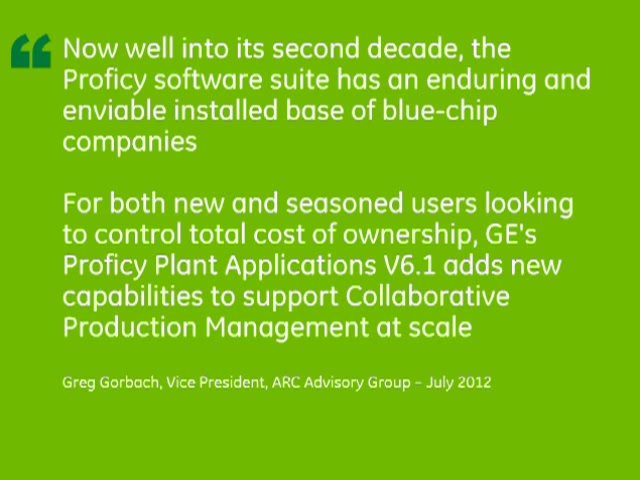 “ Now well into its second decade, the
Proficy software suite has an enduring and
enviable installed base of blue-chip
companies
For both new and seasoned users looking
to control total cost of ownership, GE's
Proficy Plant Applications V6.1 adds new
capabilities to support Collaborative
Production Management at scale
Greg Gorbach, Vice President, ARC Advisory Group – July 2012